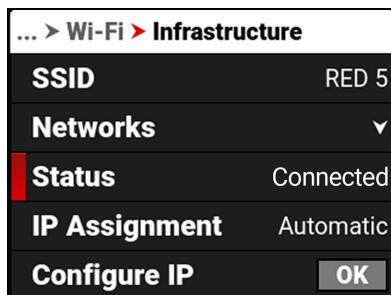 ... > Wi-Fi > Infrastructure
SSID RED 5
Networks
Status Connected
IP Assignment Automatic
Configure IP OK